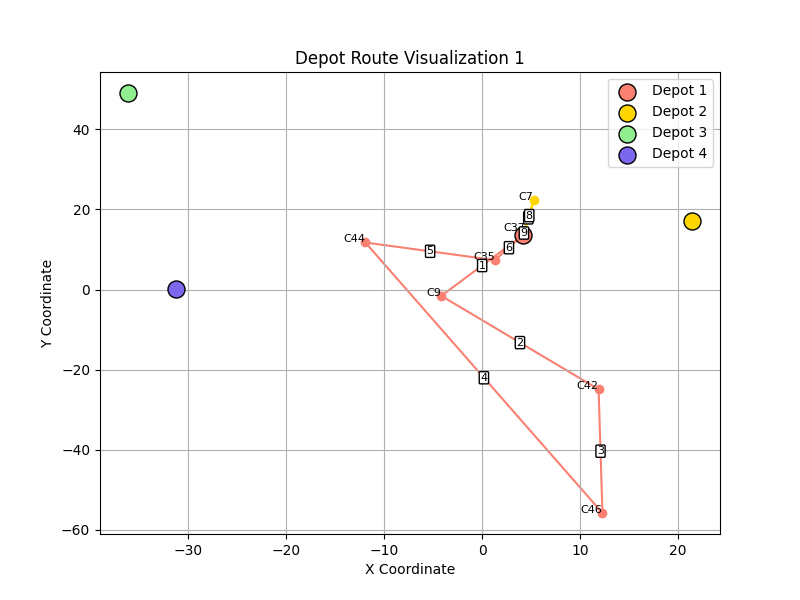 Depot Route Visualization 1
Depot 1
Depot 2
Depot 3
Depot 4
Y Coordinate
40
20
0
−20
−40
−60
C7
8
9
C44
5
6
C35
1
C9
2
4
C42
3
C46
−30
−20
−10
0
10
20
X Coordinate